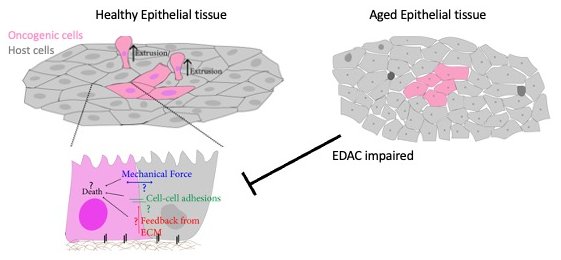 Healthy Epithelial tissue
Aged Epithelial tissue
Oncogenic cells
Host cells
Extrusion
Extrusion
EDAC impaired
Mechanical Force
?
?
Death
Cell-cell adhesions
?
? Feedback from
ECM